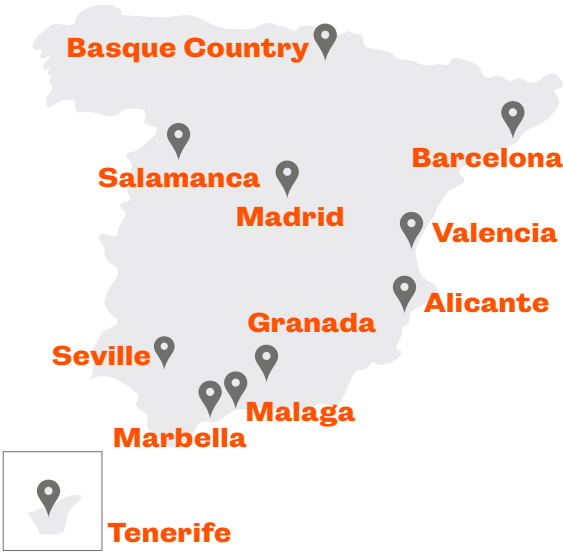 Basque Country
Barcelona
Salamanca
Madrid
Valencia
Alicante
Granada
Seville
Malaga
Marbella
Tenerife